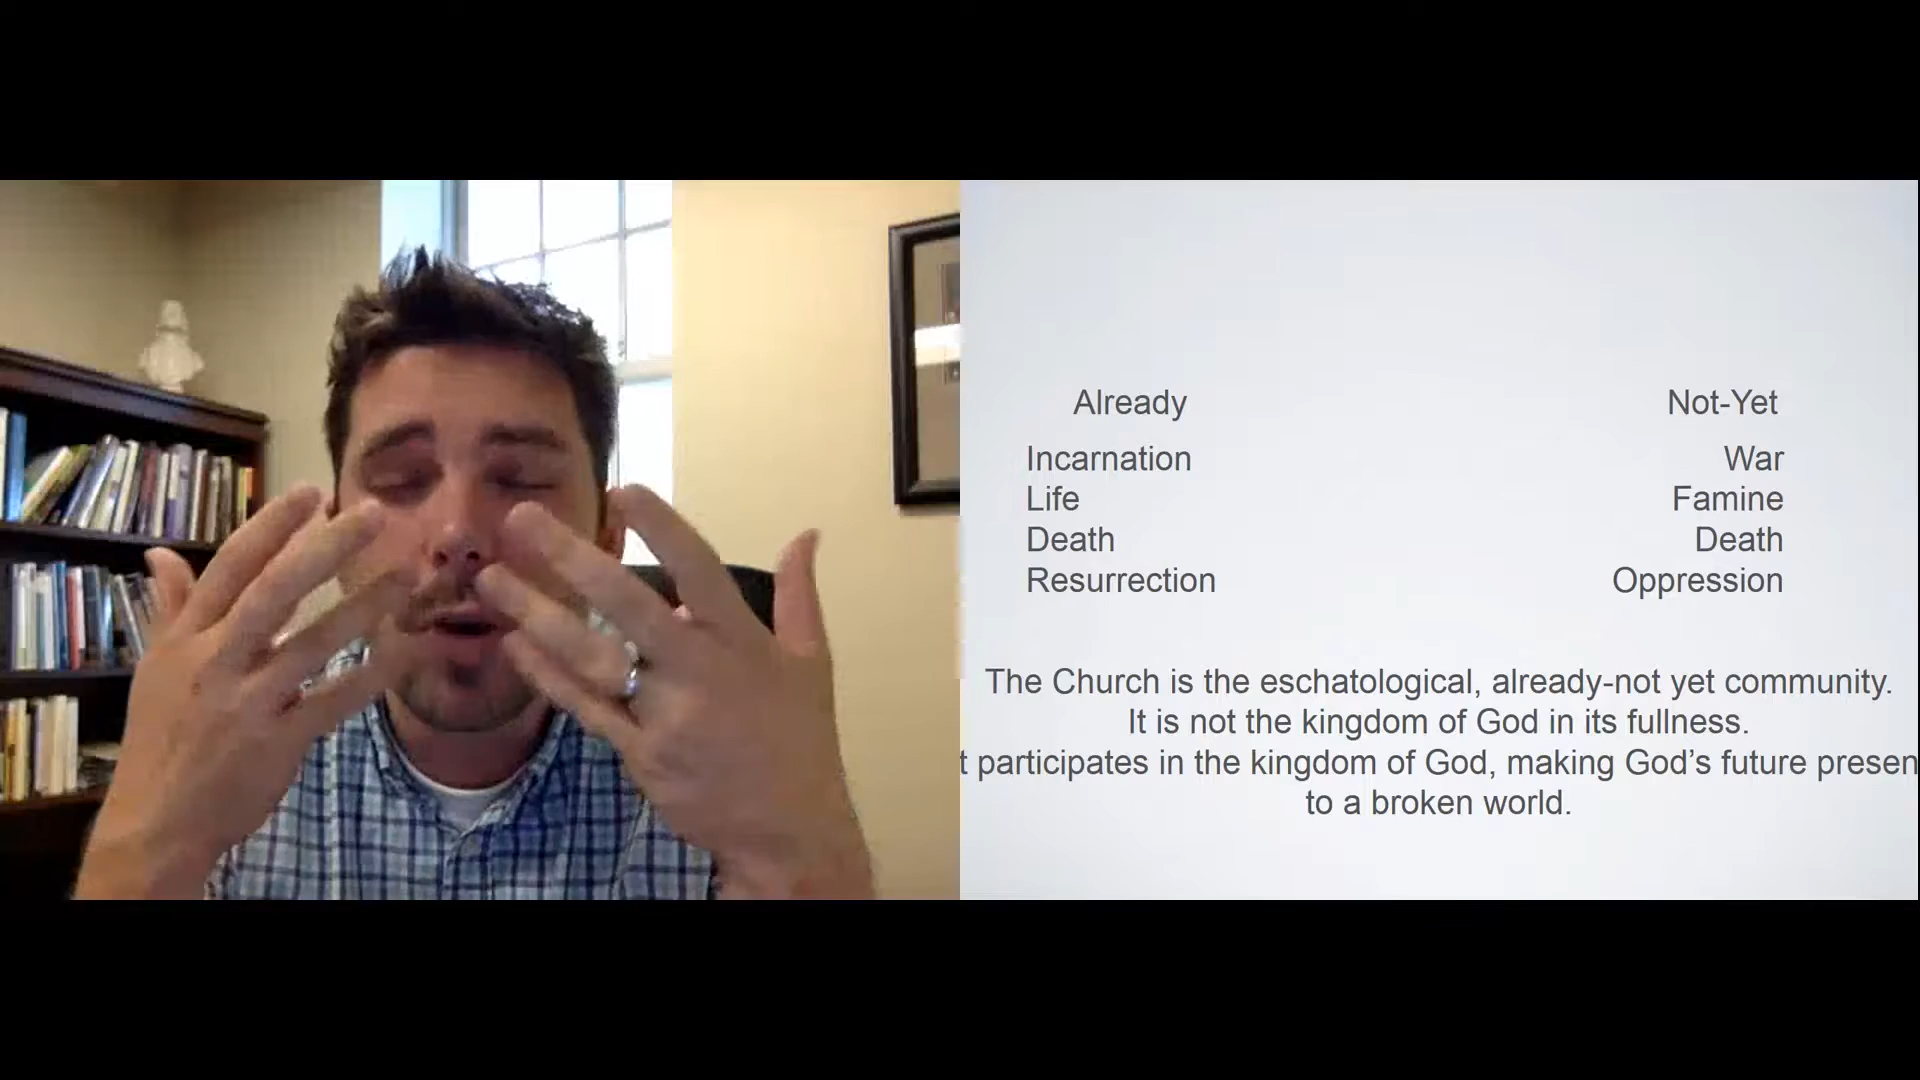 Already Not-Yet
Incarnation War
Life Famine
Death Death
Resurrection Oppression
The Church is the eschatological, already-not yet community.
It is not the kingdom of God in its fullness.
t participates in the kingdom of God, making God’s future presen
to a broken world.